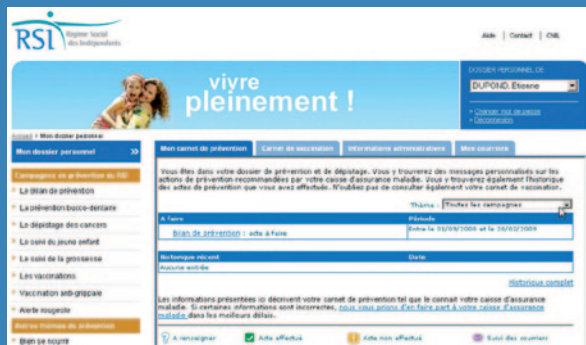 RSI Régime Social
des Indépendants
Aide | Contact | CNIL
vivre
pleinement !
DOSSIER PERSONNEL DE
DUPOND, Etienne
> Changer mot de passe
> Déconnexion
Accueil > Mon dossier personnel
Mon dossier personnel >>
Campagnes de prévention du RSI
Le bilan de prévention
La prévention bucco-dentaire
Le dépistage des cancers
Le suivi du jeune enfant
Le suivi de la grossesse
Les vaccinations
Vaccination anti-grippale
Alerte rougeole
Autres thèmes de prévention
Bien se nourrir
Mon carnet de prévention
Carnet de vaccination
Informations administratives
Mes courriers
Vous êtes dans votre dossier de prévention et de dépistage. Vous y trouverez des messages personnalisés sur les
actions de prévention recommandées par votre caisse d'assurance maladie. Vous y trouverez également l'historique
des actes de prévention que vous avez effectués. N'oubliez pas de consulter également votre carnet de vaccination.
Thème : Toutes les campagnes
A faire Période
Bilan de prévention : acte à faire Entre le 01/09/2008 et le 28/02/2009
Historique récent Date
Aucune entrée
Historique complet
Les informations présentées ici décrivent votre carnet de prévention tel que le connait votre caisse d'assurance
maladie. Si certaines informations sont incorrectes, nous vous prions d'en faire part à votre caisse d'assurance
maladie dans les meilleurs délais.
A renseigner
Acte effectué
Acte non effectué
Suivi des courriers